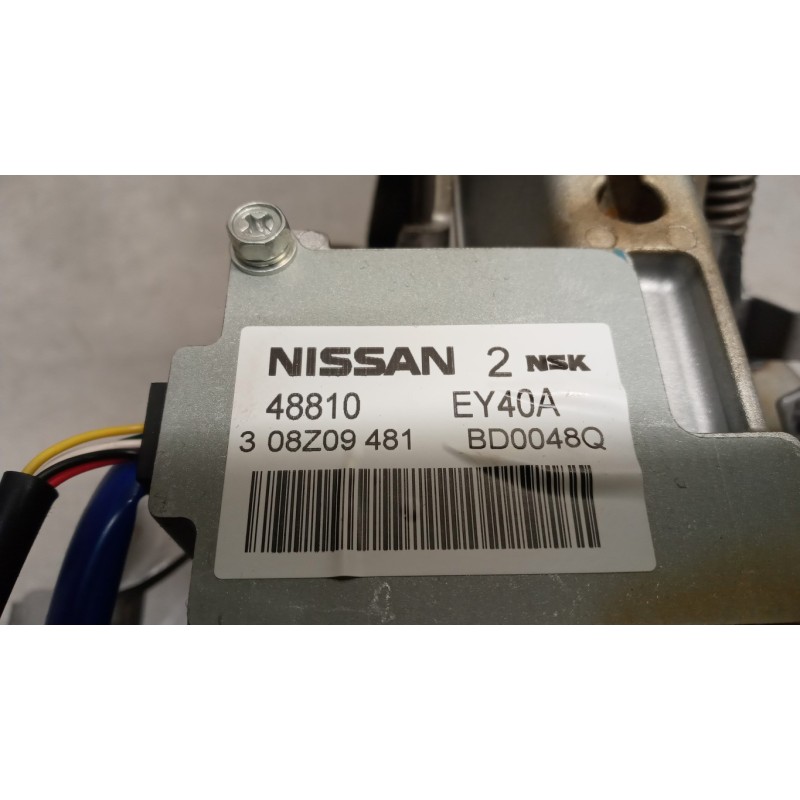 NISSAN 2 NSK
48810 EY40A
3 08Z09 481 BD0048Q